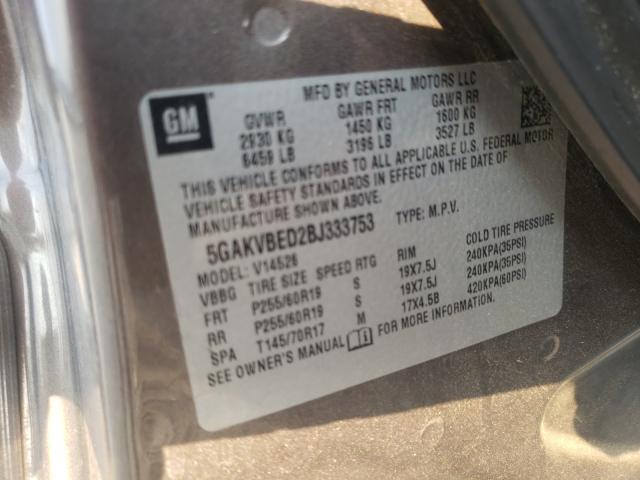 GM
MFD BY GENERAL MOTORS LLC
GVWR GAWR FRT GAWR RR
2930 KG 1450 KG 1600 KG
6459 LB 3196 LB 3527 LB
THIS VEHICLE CONFORMS TO ALL APPLICABLE U.S. FEDERAL MOTOR
VEHICLE SAFETY STANDARDS IN EFFECT ON THE DATE OF
MANUFACTURE SHOWN ABOVE.
5GAKVBED2BJ333753 TYPE: M.P.V.
MODEL: V14526
VBBG TIRE SIZE SPEED RTG RIM COLD TIRE PRESSURE
FRT P255/60R19 S 19X7.5J 240KPA(35PSI)
RR P255/60R19 S 19X7.5J 240KPA(35PSI)
SPA T145/70R17 M 17X4.5B 420KPA(60PSI)
SEE OWNER'S MANUAL FOR MORE INFORMATION.